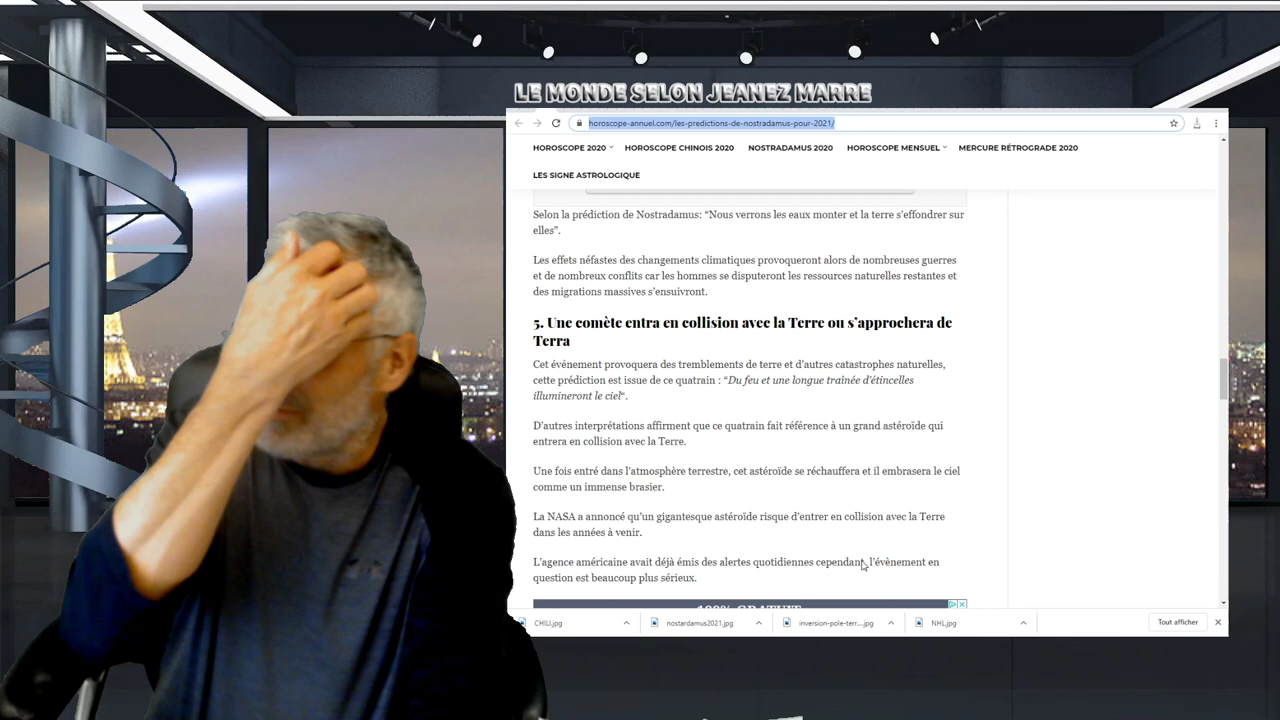 LE MONDE SELON JEANEZ MARRE
horoscope-annuel.com/les-predictions-de-nostradamus-pour-2021/
HOROSCOPE 2020 HOROSCOPE CHINOIS 2020 NOSTRADAMUS 2020 HOROSCOPE MENSUEL MERCURE RÉTROGRADE 2020
LES SIGNE ASTROLOGIQUE
Selon la prédiction de Nostradamus: “Nous verrons les eaux monter et la terre s’effondrer sur
elles”.
Les effets néfastes des changements climatiques provoqueront alors de nombreuses guerres
et de nombreux conflits car les hommes se disputeront les ressources naturelles restantes et
des migrations massives s’ensuivront.
5. Une comète entra en collision avec la Terre ou s’approchera de
Terra
Cet événement provoquera des tremblements de terre et d’autres catastrophes naturelles,
cette prédiction est issue de ce quatrain : “Du feu et une longue traînée d’étincelles
illumineront le ciel“.
D’autres interprétations affirment que ce quatrain fait référence à un grand astéroïde qui
entrera en collision avec la Terre.
Une fois entré dans l’atmosphère terrestre, cet astéroïde se réchauffera et il embrasera le ciel
comme un immense brasier.
La NASA a annoncé qu’un gigantesque astéroïde risque d’entrer en collision avec la Terre
dans les années à venir.
L’agence américaine avait déjà émis des alertes quotidiennes cependant, l’évènement en
question est beaucoup plus sérieux.
100% GRATUIT
CHILI.jpg nostardamus2021.jpg inversion-pole-terr....jpg NHL.jpg Tout afficher